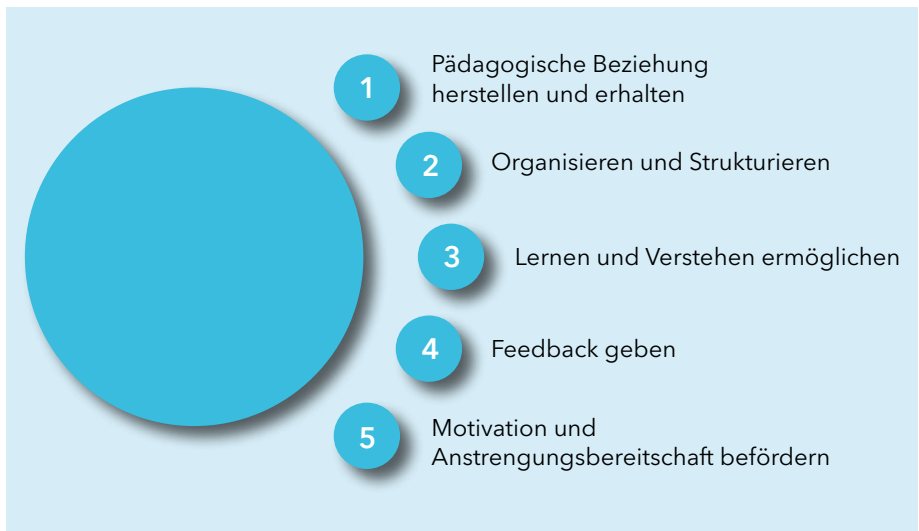 1
Pädagogische Beziehung
herstellen und erhalten
2
Organisieren und Strukturieren
3
Lernen und Verstehen ermöglichen
4
Feedback geben
5
Motivation und
Anstrengungsbereitschaft befördern